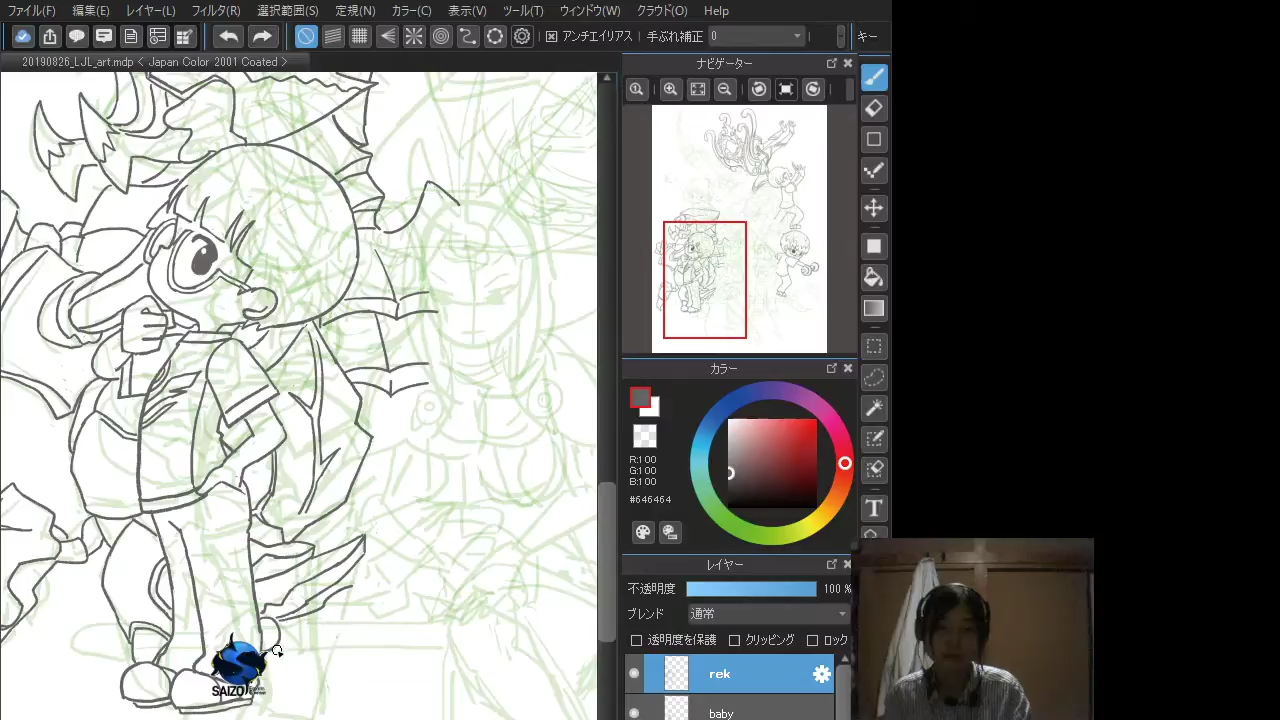 ファイル(F) 編集(E) レイヤー(L) フィルタ(R) 選択範囲(S) 定規(N) カラー(C) 表示(V) ツール(T) ウィンドウ(W) クラウド(O) Help
アンチエイリアス 手ぶれ補正 0 キー
20190826_LJL_art.mdp < Japan Color 2001 Coated >
ナビゲーター
カラー
R:100
G:100
B:100
#646464
T
レイヤー
不透明度 100 %
ブレンド 通常
透明度を保護 クリッピング ロック
rek
baby
SAIZO